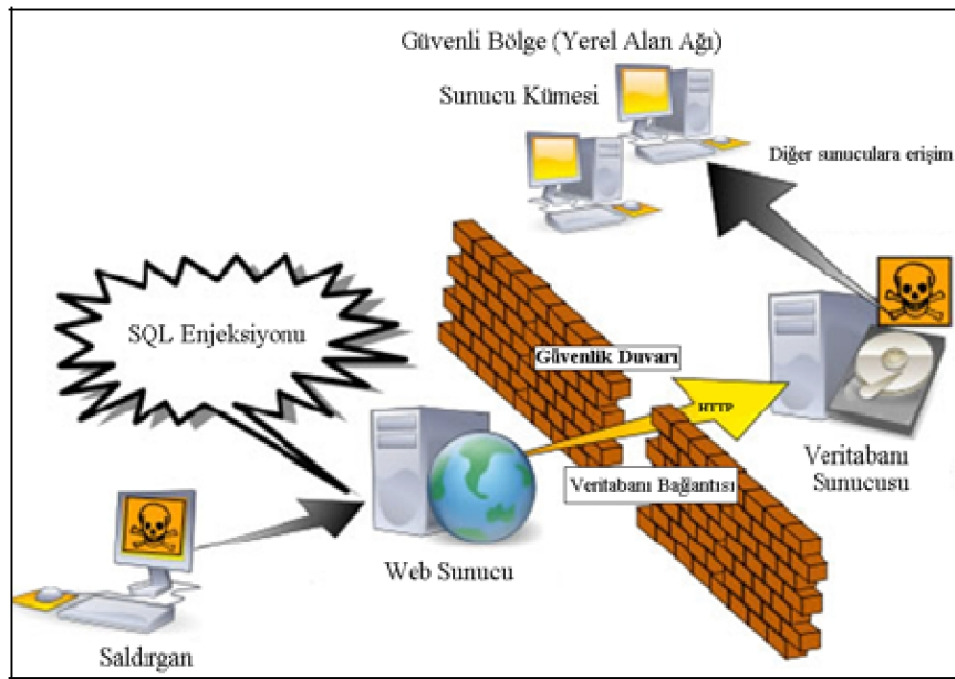 Güvenli Bölge (Yerel Alan Ağı)
Sunucu Kümesi
Diğer sunuculara erişim
SQL Enjeksiyonu
Güvenlik Duvarı
HTTP
Veritabanı Bağantısı
Veritabanı
Sunucusu
Web Sunucu
Saldırgan